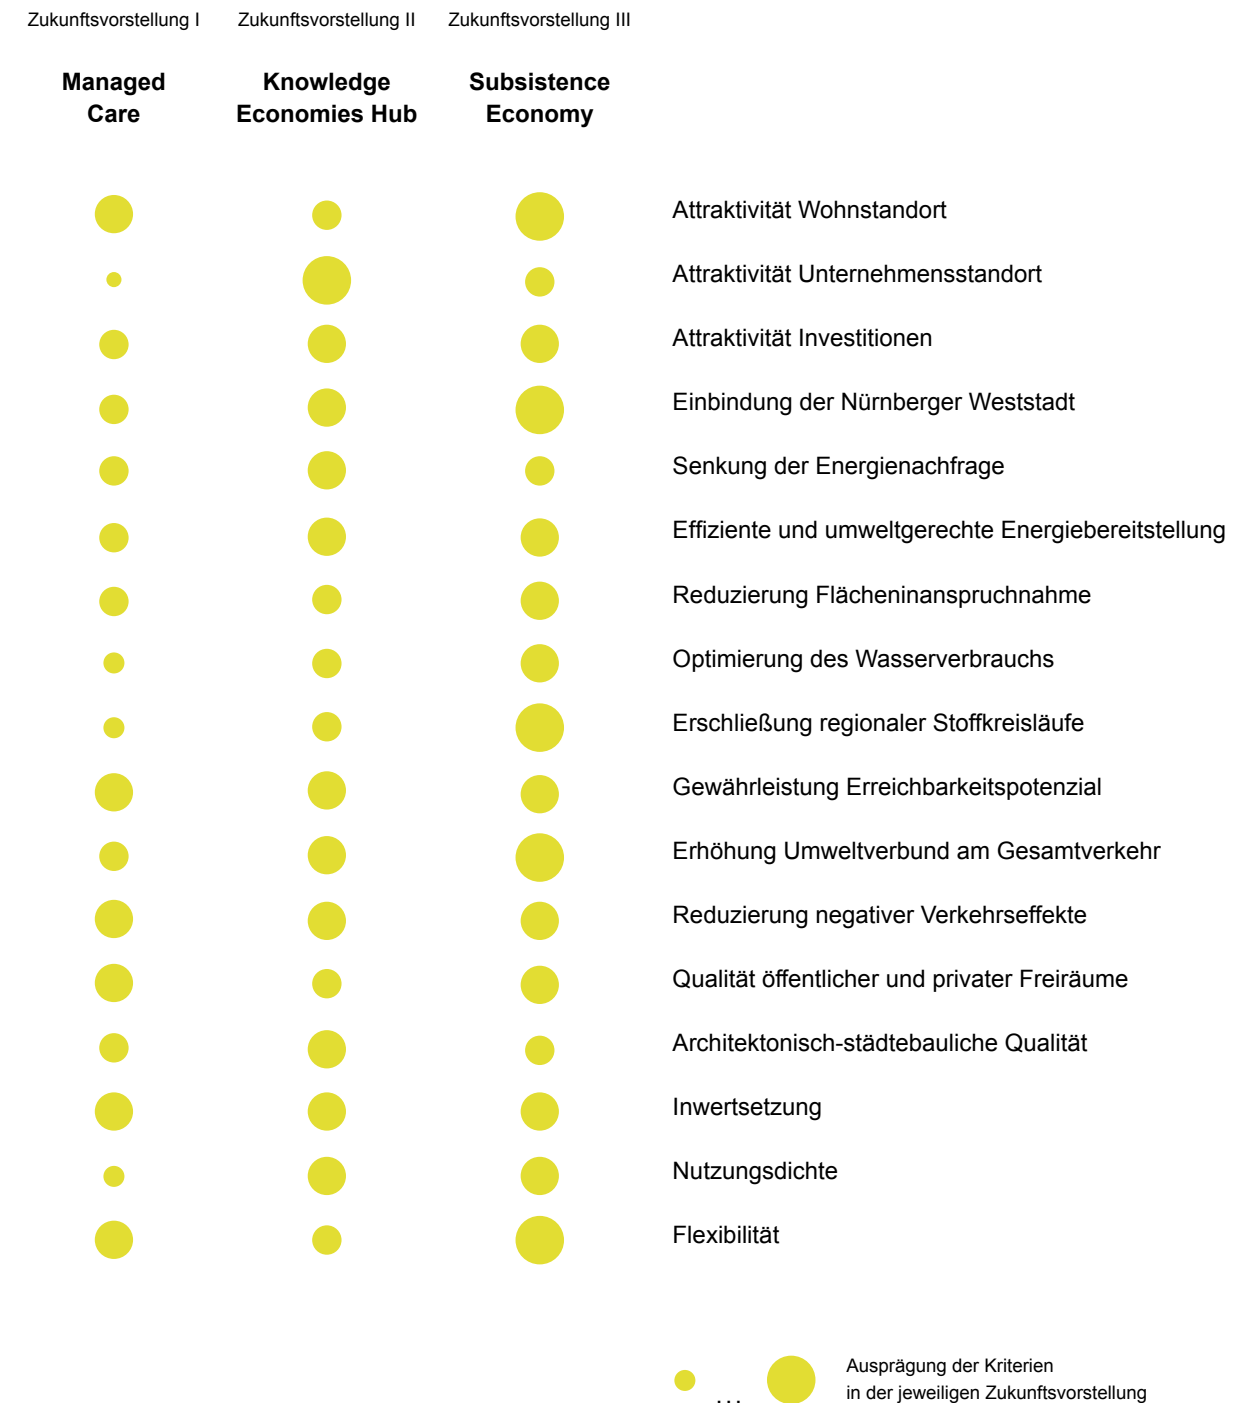 Zukunftsvorstellung I
Zukunftsvorstellung II
Zukunftsvorstellung III
Managed
Care
Knowledge
Economies Hub
Subsistence
Economy
Attraktivität Wohnstandort
Attraktivität Unternehmensstandort
Attraktivität Investitionen
Einbindung der Nürnberger Weststadt
Senkung der Energienachfrage
Effiziente und umweltgerechte Energiebereitstellung
Reduzierung Flächeninanspruchnahme
Optimierung des Wasserverbrauchs
Erschließung regionaler Stoffkreisläufe
Gewährleistung Erreichbarkeitspotenzial
Erhöhung Umweltverbund am Gesamtverkehr
Reduzierung negativer Verkehrseffekte
Qualität öffentlicher und privater Freiräume
Architektonisch-städtebauliche Qualität
Inwertsetzung
Nutzungsdichte
Flexibilität
...
Ausprägung der Kriterien
in der jeweiligen Zukunftsvorstellung